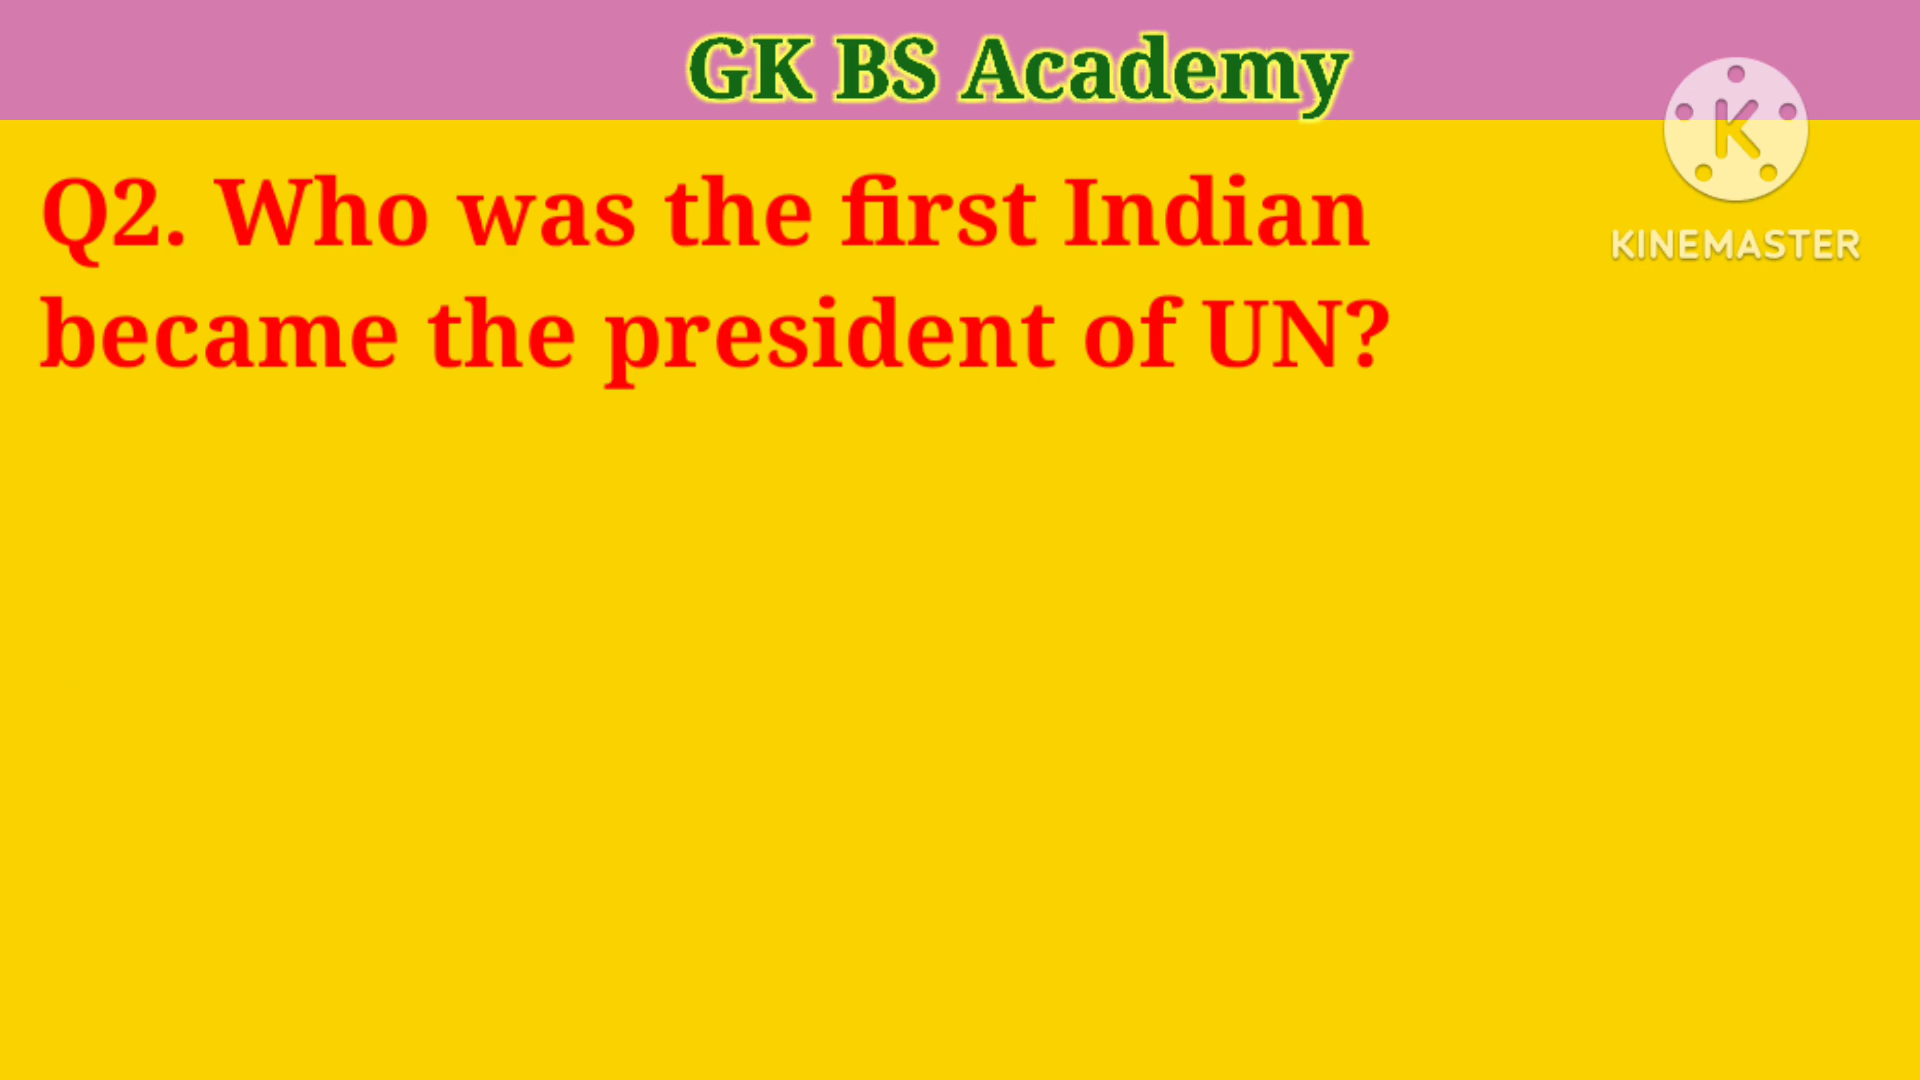 GK BS Academy
K
KINEMASTER
Q2. Who was the first Indian
became the president of UN?